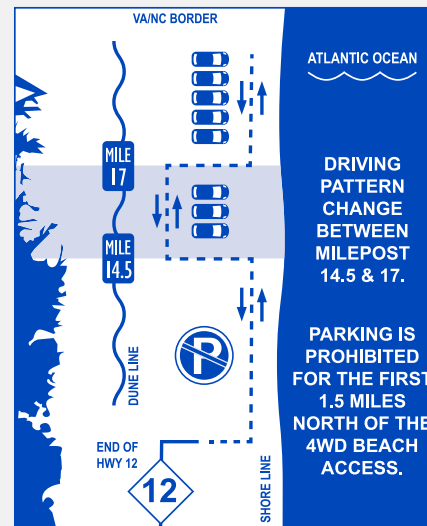 VA/NC BORDER
ATLANTIC OCEAN
MILE
17
DRIVING
PATTERN
CHANGE
BETWEEN
MILEPOST
14.5 & 17.
MILE
14.5
PARKING IS
PROHIBITED
FOR THE FIRST
1.5 MILES
NORTH OF THE
4WD BEACH
ACCESS.
P
DUNE LINE
END OF
HWY 12
12
SHORE LINE